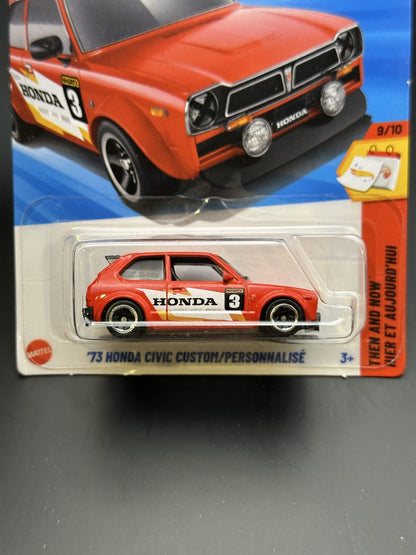 HONDA
3
HONDA
9/10
THEN AND NOW
HIER ET AUJOURD'HUI
HONDA
3
MATTEL
'73 HONDA CIVIC CUSTOM/PERSONNALISÉ
3+